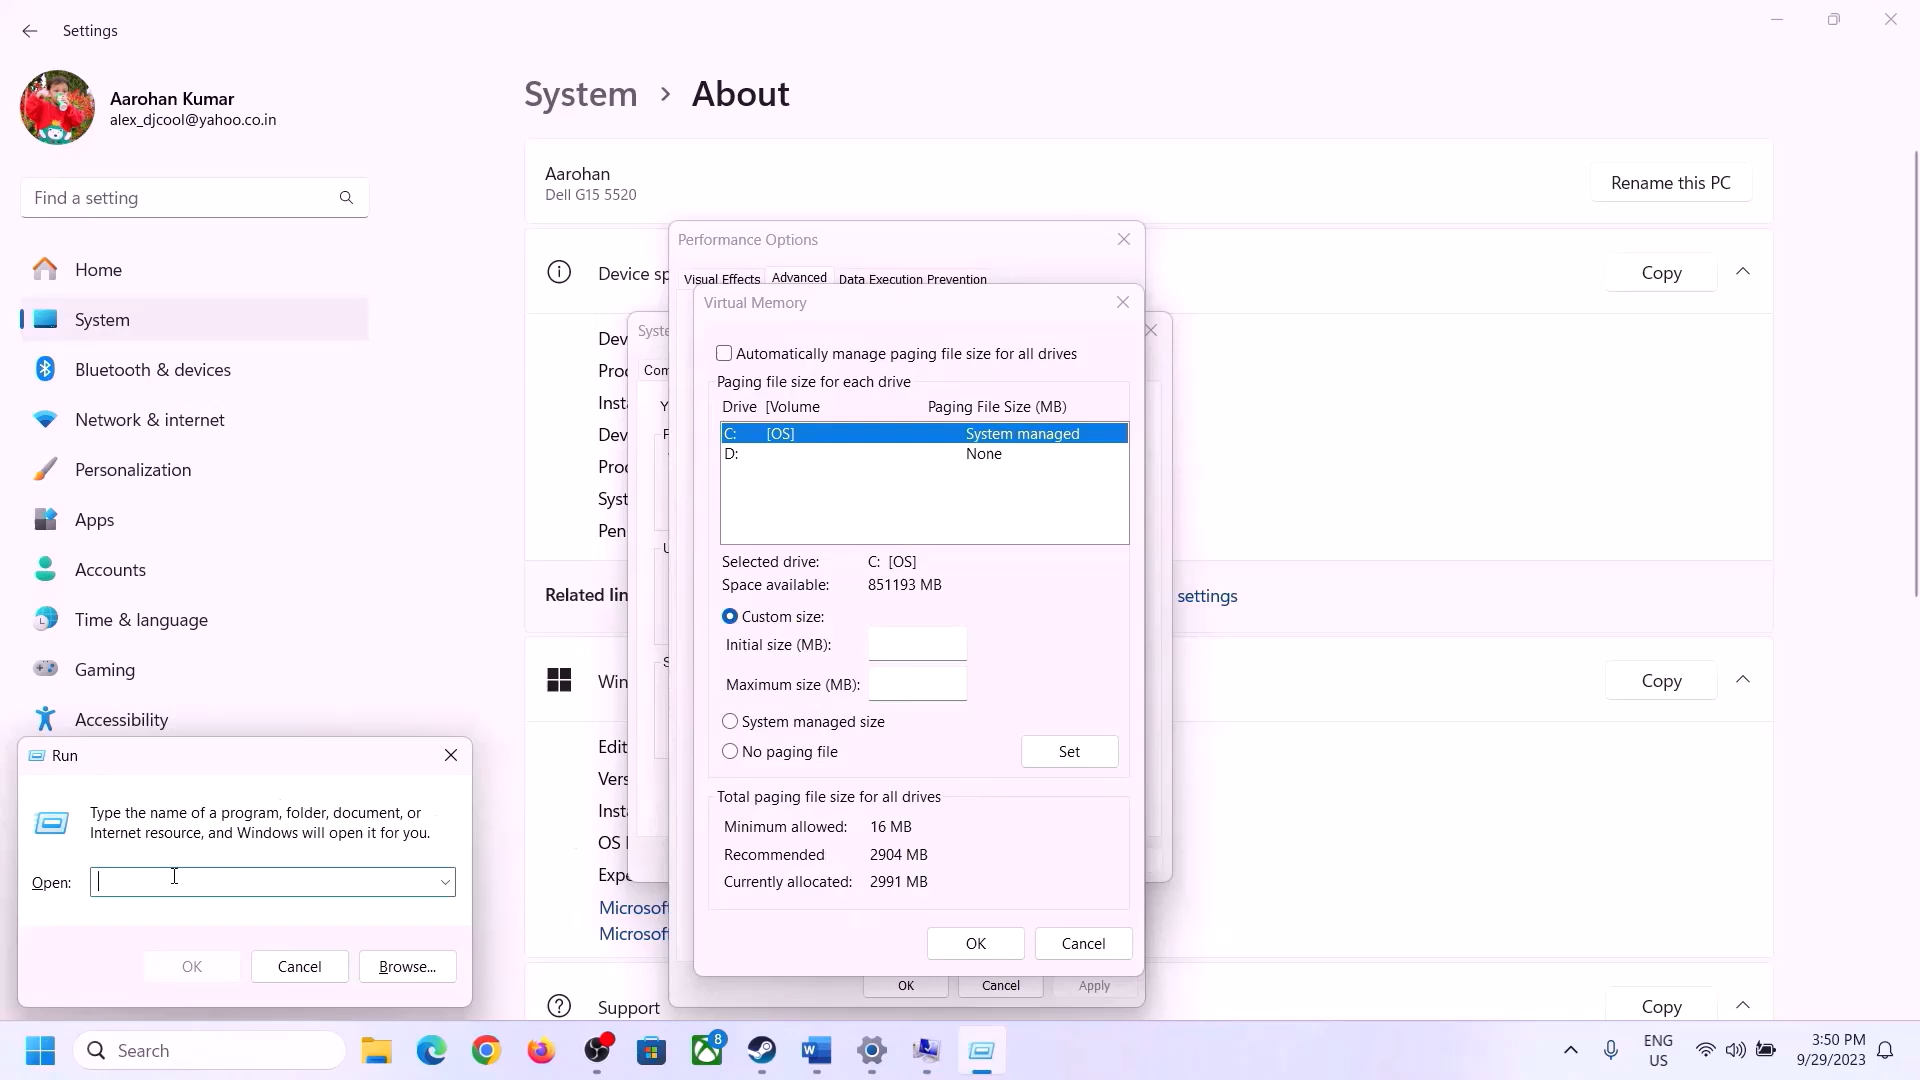 Settings
Aarohan Kumar
alex_djcool@yahoo.co.in
Find a setting
Home
System
Bluetooth & devices
Network & internet
Personalization
Apps
Accounts
Time & language
Gaming
Accessibility
System > About
Aarohan
Dell G15 5520
Rename this PC
Device sp
Copy
Dev
Proc
Insta
Dev
Proc
Syst
Pen
Related lin
settings
Win
Copy
Edit
Vers
Insta
OS
Expe
Microsof
Microsof
Support
Copy
Syste
Com
Y
Performance Options
Visual Effects
Advanced
Data Execution Prevention
OK
Cancel
Apply
Virtual Memory
Automatically manage paging file size for all drives
Paging file size for each drive
Drive [Volume Paging File Size (MB)
C: [OS] System managed
D: None
Selected drive: C: [OS]
Space available: 851193 MB
Custom size:
Initial size (MB):
Maximum size (MB):
System managed size
No paging file
Set
Total paging file size for all drives
Minimum allowed: 16 MB
Recommended 2904 MB
Currently allocated: 2991 MB
OK
Cancel
Run
Type the name of a program, folder, document, or
Internet resource, and Windows will open it for you.
Open:
OK
Cancel
Browse...
Search
8
ENG
US
3:50 PM
9/29/2023